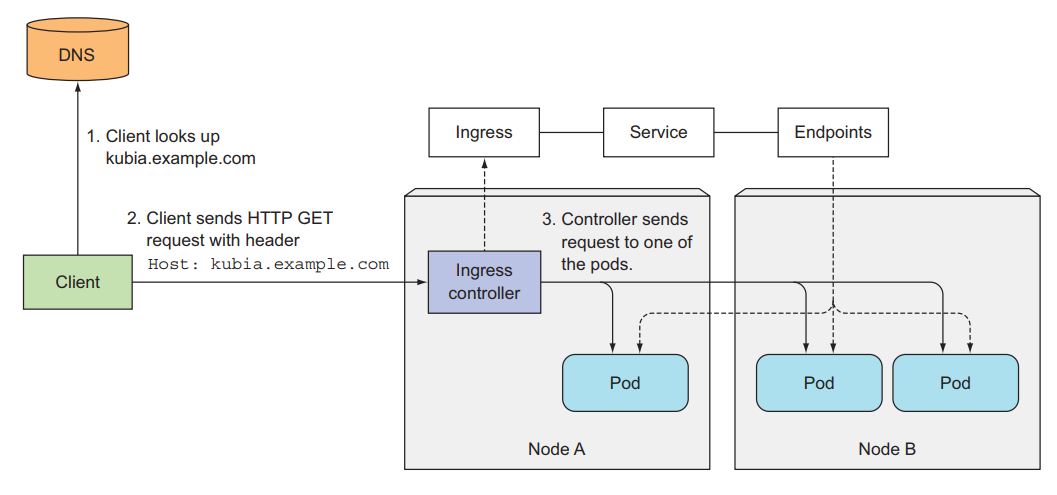 DNS
1. Client looks up
kubia.example.com
Ingress
Service
Endpoints
2. Client sends HTTP GET
request with header
Host: kubia.example.com
3. Controller sends
request to one of
the pods.
Client
Ingress
controller
Pod
Pod
Pod
Node A
Node B